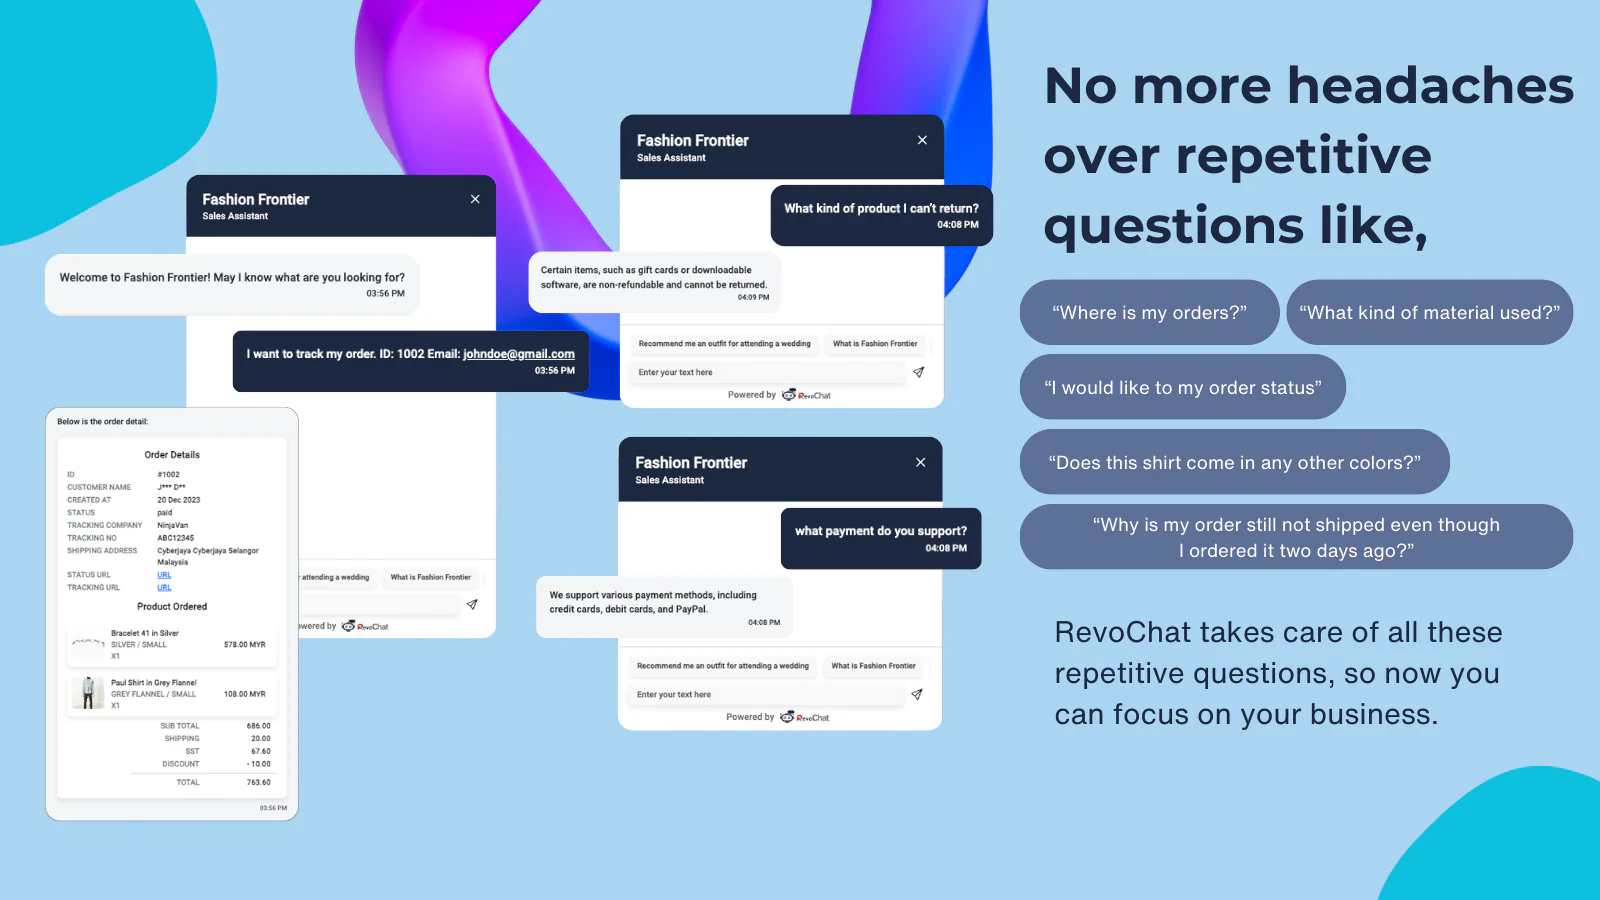 No more headaches
over repetitive
questions like,
“Where is my orders?”
“What kind of material used?”
“I would like to my order status”
“Does this shirt come in any other colors?”
“Why is my order still not shipped even though
I ordered it two days ago?”
RevoChat takes care of all these
repetitive questions, so now you
can focus on your business.
Fashion Frontier
Sales Assistant
Welcome to Fashion Frontier! May I know what are you looking for?
03:56 PM
I want to track my order. ID: 1002 Email: johndoe@gmail.com
03:56 PM
Below is the order detail:
Order Details
ID #1002
CUSTOMER NAME J*** D**
CREATED AT 20 Dec 2023
STATUS paid
TRACKING COMPANY NinjaVan
TRACKING NO ABC12345
SHIPPING ADDRESS Cyberjaya Cyberjaya Selangor
Malaysia
STATUS URL URL
TRACKING URL URL
Product Ordered
Bracelet 41 in Silver
SILVER / SMALL 578.00 MYR
X1
Paul Shirt in Grey Flannel
GREY FLANNEL / SMALL 108.00 MYR
X1
SUB TOTAL 686.00
SHIPPING 20.00
SST 67.60
DISCOUNT - 10.00
TOTAL 763.60
03:56 PM
attending a wedding
What is Fashion Frontier
wered by RevoChat
Fashion Frontier
Sales Assistant
What kind of product I can't return?
04:08 PM
Certain items, such as gift cards or downloadable
software, are non-refundable and cannot be returned.
04:09 PM
Recommend me an outfit for attending a wedding
What is Fashion Frontier
Enter your text here
Powered by RevoChat
Fashion Frontier
Sales Assistant
what payment do you support?
04:08 PM
We support various payment methods, including
credit cards, debit cards, and PayPal.
04:08 PM
Recommend me an outfit for attending a wedding
What is Fashion Frontier
Enter your text here
Powered by RevoChat